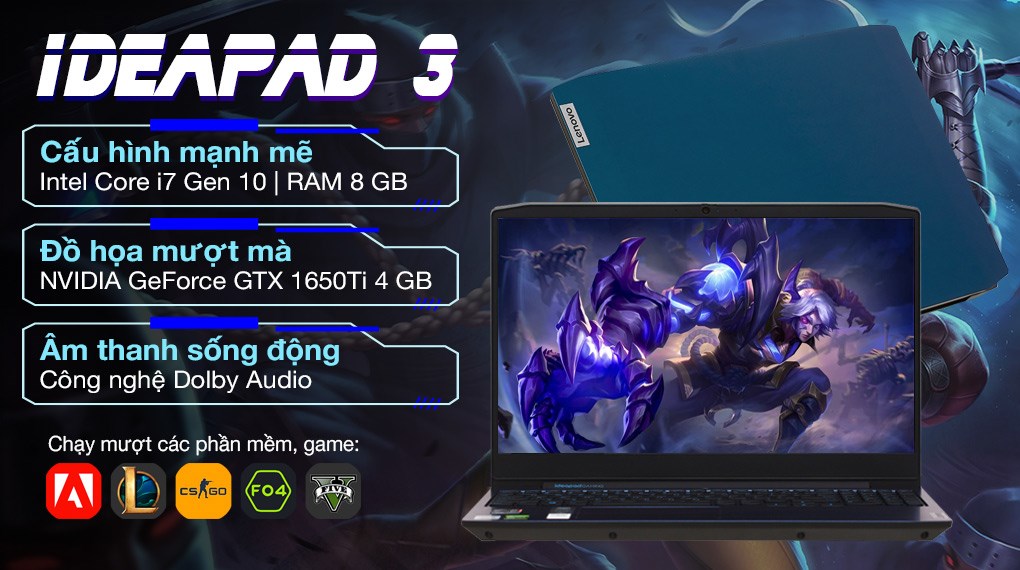 IDEAPAD 3
Cấu hình mạnh mẽ
Intel Core i7 Gen 10 | RAM 8 GB
Đồ họa mượt mà
NVIDIA GeForce GTX 1650Ti 4 GB
Âm thanh sống động
Công nghệ Dolby Audio
Chạy mượt các phần mềm, game:
CS GO
FO4
V
FIVE
Lenovo